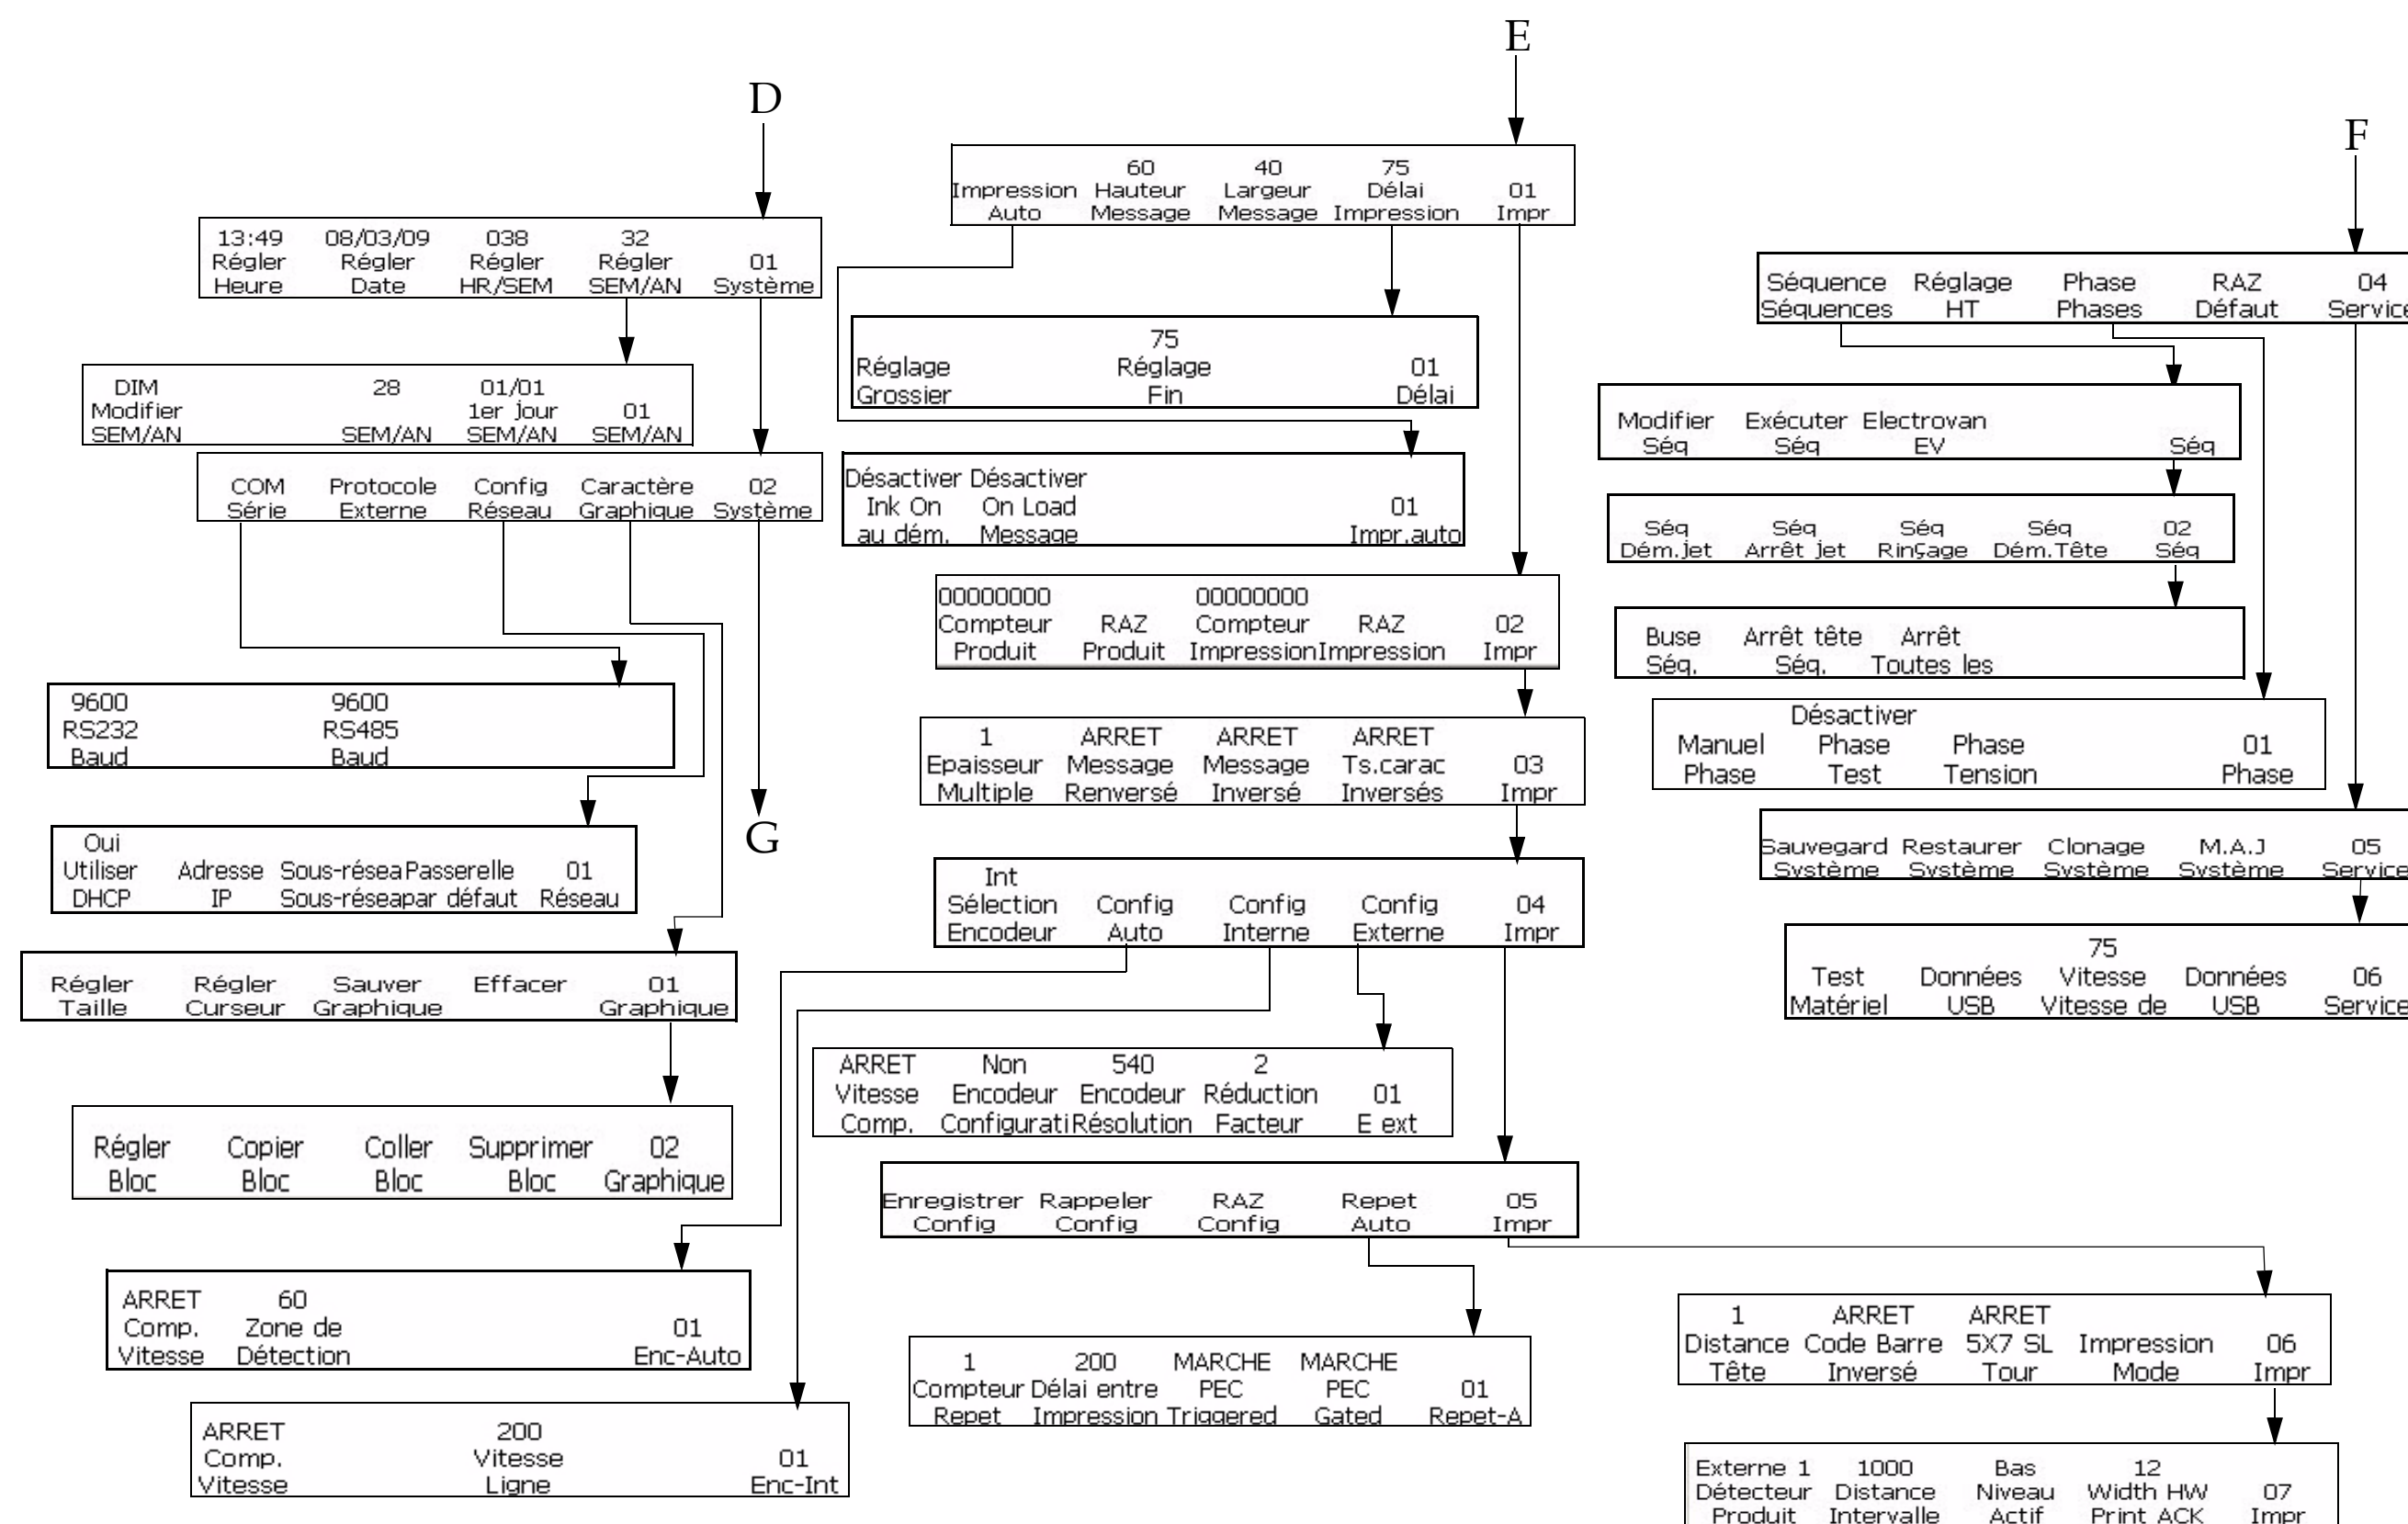 D
13:49 08/03/09 038 32
Régler Régler Régler Régler 01
Heure Date HR/SEM SEM/AN Système
DIM 28 01/01
Modifier 1er jour 01
SEM/AN SEM/AN SEM/AN SEM/AN
COM Protocole Config Caractère 02
Série Externe Réseau Graphique Système
9600 9600
RS232 RS485
Baud Baud
G
Oui
Utiliser Adresse Sous-résea Passerelle 01
DHCP IP Sous-réseapar défaut Réseau
Régler Régler Sauver Effacer 01
Taille Curseur Graphique Graphique
Régler Copier Coller Supprimer 02
Bloc Bloc Bloc Bloc Graphique
ARRET 60
Comp. Zone de 01
Vitesse Détection Enc-Auto
ARRET 200
Comp. Vitesse 01
Vitesse Ligne Enc-Int
E
60 40 75
Impression Hauteur Largeur Délai 01
Auto Message Message Impression Impr
75
Réglage Réglage 01
Grossier Fin Délai
Désactiver Désactiver
Ink On On Load 01
au dém. Message Impr.auto
00000000 00000000
Compteur RAZ Compteur RAZ 02
Produit Produit ImpressionImpression Impr
1 ARRET ARRET ARRET
Epaisseur Message Message Ts.carac 03
Multiple Renversé Inversé Inversés Impr
Int
Sélection Config Config Config 04
Encodeur Auto Interne Externe Impr
ARRET Non 540 2
Vitesse Encodeur Encodeur Réduction 01
Comp. ConfiguratiRésolution Facteur E ext
Enregistrer Rappeler RAZ Repet 05
Config Config Config Auto Impr
1 200 MARCHE MARCHE
Compteur Délai entre PEC PEC 01
Repet Impression Triggered Gated Repet-A
F
Séquence Réglage Phase RAZ 04
Séquences HT Phases Défaut Service
Modifier Exécuter Electrovan
Séq Séq EV Séq
Séq Séq Séq Séq 02
Dém.jet Arrêt jet Rinçage Dém.Tête Séq
Buse Arrêt tête Arrêt
Séq. Séq. Toutes les
Désactiver
Manuel Phase Phase 01
Phase Test Tension Phase
Sauvegard Restaurer Clonage M.A.J 05
Système Système Système Système Service
75
Test Données Vitesse Données 06
Matériel USB Vitesse de USB Service
1 ARRET ARRET
Distance Code Barre 5X7 SL Impression 06
Tête Inversé Tour Mode Impr
Externe 1 1000 Bas 12
Détecteur Distance Niveau Width HW 07
Produit Intervalle Actif Print ACK Impr